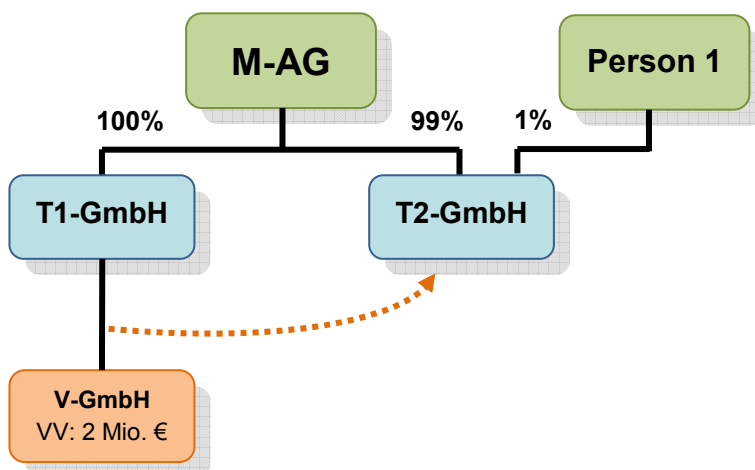 M-AG
Person 1
100%
99%
1%
T1-GmbH
T2-GmbH
V-GmbH
VV: 2 Mio. €